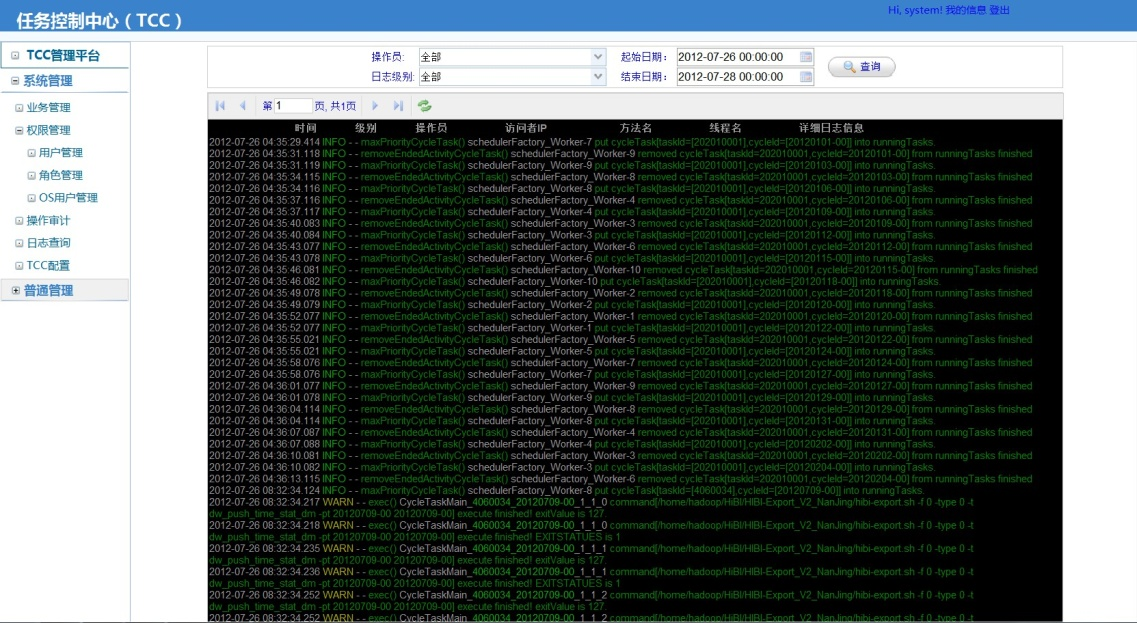 任务控制中心（TCC）
Hi, system! 我的信息 登出
TCC管理平台
系统管理
业务管理
权限管理
用户管理
角色管理
OS用户管理
操作审计
日志查询
TCC配置
普通管理
操作员: 全部 起始日期: 2012-07-26 00:00:00
查询
日志级别: 全部 结束日期: 2012-07-28 00:00:00
第 1 页, 共1页
时间 级别 操作员 访问者IP 方法名 线程名 详细日志信息
2012-07-26 04:35:29.414 INFO - - maxPriorityCycleTask() schedulerFactory_Worker-7 put cycleTask[taskId=[202010001],cycleId=[20120101-00]] into runningTasks.
2012-07-26 04:35:31.118 INFO - - removeEndedActivityCycleTask() schedulerFactory_Worker-9 removed cycleTask[taskId=202010001,cycleId=20120101-00] from runningTasks finished
2012-07-26 04:35:31.119 INFO - - maxPriorityCycleTask() schedulerFactory_Worker-9 put cycleTask[taskId=[202010001],cycleId=[20120103-00]] into runningTasks.
2012-07-26 04:35:34.115 INFO - - removeEndedActivityCycleTask() schedulerFactory_Worker-8 removed cycleTask[taskId=202010001,cycleId=20120103-00] from runningTasks finished
2012-07-26 04:35:34.116 INFO - - maxPriorityCycleTask() schedulerFactory_Worker-8 put cycleTask[taskId=[202010001],cycleId=[20120106-00]] into runningTasks.
2012-07-26 04:35:37.116 INFO - - removeEndedActivityCycleTask() schedulerFactory_Worker-4 removed cycleTask[taskId=202010001,cycleId=20120106-00] from runningTasks finished
2012-07-26 04:35:37.117 INFO - - maxPriorityCycleTask() schedulerFactory_Worker-4 put cycleTask[taskId=[202010001],cycleId=[20120109-00]] into runningTasks.
2012-07-26 04:35:40.083 INFO - - removeEndedActivityCycleTask() schedulerFactory_Worker-3 removed cycleTask[taskId=202010001,cycleId=20120109-00] from runningTasks finished
2012-07-26 04:35:40.084 INFO - - maxPriorityCycleTask() schedulerFactory_Worker-3 put cycleTask[taskId=[202010001],cycleId=[20120112-00]] into runningTasks.
2012-07-26 04:35:43.077 INFO - - removeEndedActivityCycleTask() schedulerFactory_Worker-6 removed cycleTask[taskId=202010001,cycleId=20120112-00] from runningTasks finished
2012-07-26 04:35:43.078 INFO - - maxPriorityCycleTask() schedulerFactory_Worker-6 put cycleTask[taskId=[202010001],cycleId=[20120115-00]] into runningTasks.
2012-07-26 04:35:46.081 INFO - - removeEndedActivityCycleTask() schedulerFactory_Worker-10 removed cycleTask[taskId=202010001,cycleId=20120115-00] from runningTasks finished
2012-07-26 04:35:46.082 INFO - - maxPriorityCycleTask() schedulerFactory_Worker-10 put cycleTask[taskId=[202010001],cycleId=[20120118-00]] into runningTasks.
2012-07-26 04:35:49.078 INFO - - removeEndedActivityCycleTask() schedulerFactory_Worker-2 removed cycleTask[taskId=202010001,cycleId=20120118-00] from runningTasks finished
2012-07-26 04:35:49.079 INFO - - maxPriorityCycleTask() schedulerFactory_Worker-2 put cycleTask[taskId=[202010001],cycleId=[20120120-00]] into runningTasks.
2012-07-26 04:35:52.077 INFO - - removeEndedActivityCycleTask() schedulerFactory_Worker-1 removed cycleTask[taskId=202010001,cycleId=20120120-00] from runningTasks finished
2012-07-26 04:35:52.077 INFO - - maxPriorityCycleTask() schedulerFactory_Worker-1 put cycleTask[taskId=[202010001],cycleId=[20120122-00]] into runningTasks.
2012-07-26 04:35:55.021 INFO - - removeEndedActivityCycleTask() schedulerFactory_Worker-5 removed cycleTask[taskId=202010001,cycleId=20120122-00] from runningTasks finished
2012-07-26 04:35:55.021 INFO - - maxPriorityCycleTask() schedulerFactory_Worker-5 put cycleTask[taskId=[202010001],cycleId=[20120124-00]] into runningTasks.
2012-07-26 04:35:58.076 INFO - - removeEndedActivityCycleTask() schedulerFactory_Worker-7 removed cycleTask[taskId=202010001,cycleId=20120124-00] from runningTasks finished
2012-07-26 04:35:58.076 INFO - - maxPriorityCycleTask() schedulerFactory_Worker-7 put cycleTask[taskId=[202010001],cycleId=[20120127-00]] into runningTasks.
2012-07-26 04:36:01.077 INFO - - removeEndedActivityCycleTask() schedulerFactory_Worker-9 removed cycleTask[taskId=202010001,cycleId=20120127-00] from runningTasks finished
2012-07-26 04:36:01.078 INFO - - maxPriorityCycleTask() schedulerFactory_Worker-9 put cycleTask[taskId=[202010001],cycleId=[20120129-00]] into runningTasks.
2012-07-26 04:36:04.114 INFO - - removeEndedActivityCycleTask() schedulerFactory_Worker-8 removed cycleTask[taskId=202010001,cycleId=20120129-00] from runningTasks finished
2012-07-26 04:36:04.114 INFO - - maxPriorityCycleTask() schedulerFactory_Worker-8 put cycleTask[taskId=[202010001],cycleId=[20120131-00]] into runningTasks.
2012-07-26 04:36:07.087 INFO - - removeEndedActivityCycleTask() schedulerFactory_Worker-4 removed cycleTask[taskId=202010001,cycleId=20120131-00] from runningTasks finished
2012-07-26 04:36:07.088 INFO - - maxPriorityCycleTask() schedulerFactory_Worker-4 put cycleTask[taskId=[202010001],cycleId=[20120202-00]] into runningTasks.
2012-07-26 04:36:10.081 INFO - - removeEndedActivityCycleTask() schedulerFactory_Worker-3 removed cycleTask[taskId=202010001,cycleId=20120202-00] from runningTasks finished
2012-07-26 04:36:10.082 INFO - - maxPriorityCycleTask() schedulerFactory_Worker-3 put cycleTask[taskId=[202010001],cycleId=[20120204-00]] into runningTasks.
2012-07-26 04:36:13.115 INFO - - removeEndedActivityCycleTask() schedulerFactory_Worker-6 removed cycleTask[taskId=202010001,cycleId=20120204-00] from runningTasks finished
2012-07-26 08:32:34.124 INFO - - maxPriorityCycleTask() schedulerFactory_Worker-8 put cycleTask[taskId=[4060034],cycleId=[20120709-00]] into runningTasks.
2012-07-26 08:32:34.217 WARN - - exec() CycleTaskMain_4060034_20120709-00_1_1_0 command[/home/hadoop/HiBI/HIBI-Export_V2_NanJing/hibi-export.sh -f 0 -type 0 -t
dw_push_time_stat_dm -pt 20120709-00 20120709-00] execute finished! exitValue is 127.
2012-07-26 08:32:34.218 WARN - - exec() CycleTaskMain_4060034_20120709-00_1_1_0 command[/home/hadoop/HiBI/HIBI-Export_V2_NanJing/hibi-export.sh -f 0 -type 0 -t
dw_push_time_stat_dm -pt 20120709-00 20120709-00] execute finished! EXITSTATUES is 1
2012-07-26 08:32:34.235 WARN - - exec() CycleTaskMain_4060034_20120709-00_1_1_1 command[/home/hadoop/HiBI/HIBI-Export_V2_NanJing/hibi-export.sh -f 0 -type 0 -t
dw_push_time_stat_dm -pt 20120709-00 20120709-00] execute finished! exitValue is 127.
2012-07-26 08:32:34.236 WARN - - exec() CycleTaskMain_4060034_20120709-00_1_1_1 command[/home/hadoop/HiBI/HIBI-Export_V2_NanJing/hibi-export.sh -f 0 -type 0 -t
dw_push_time_stat_dm -pt 20120709-00 20120709-00] execute finished! EXITSTATUES is 1
2012-07-26 08:32:34.252 WARN - - exec() CycleTaskMain_4060034_20120709-00_1_1_2 command[/home/hadoop/HiBI/HIBI-Export_V2_NanJing/hibi-export.sh -f 0 -type 0 -t
dw_push_time_stat_dm -pt 20120709-00 20120709-00] execute finished! exitValue is 127.
2012-07-26 08:32:34.252 WARN - - exec() CycleTaskMain_4060034_20120709-00_1_1_2 command[/home/hadoop/HiBI/HIBI-Export_V2_NanJing/hibi-export.sh -f 0 -type 0 -t